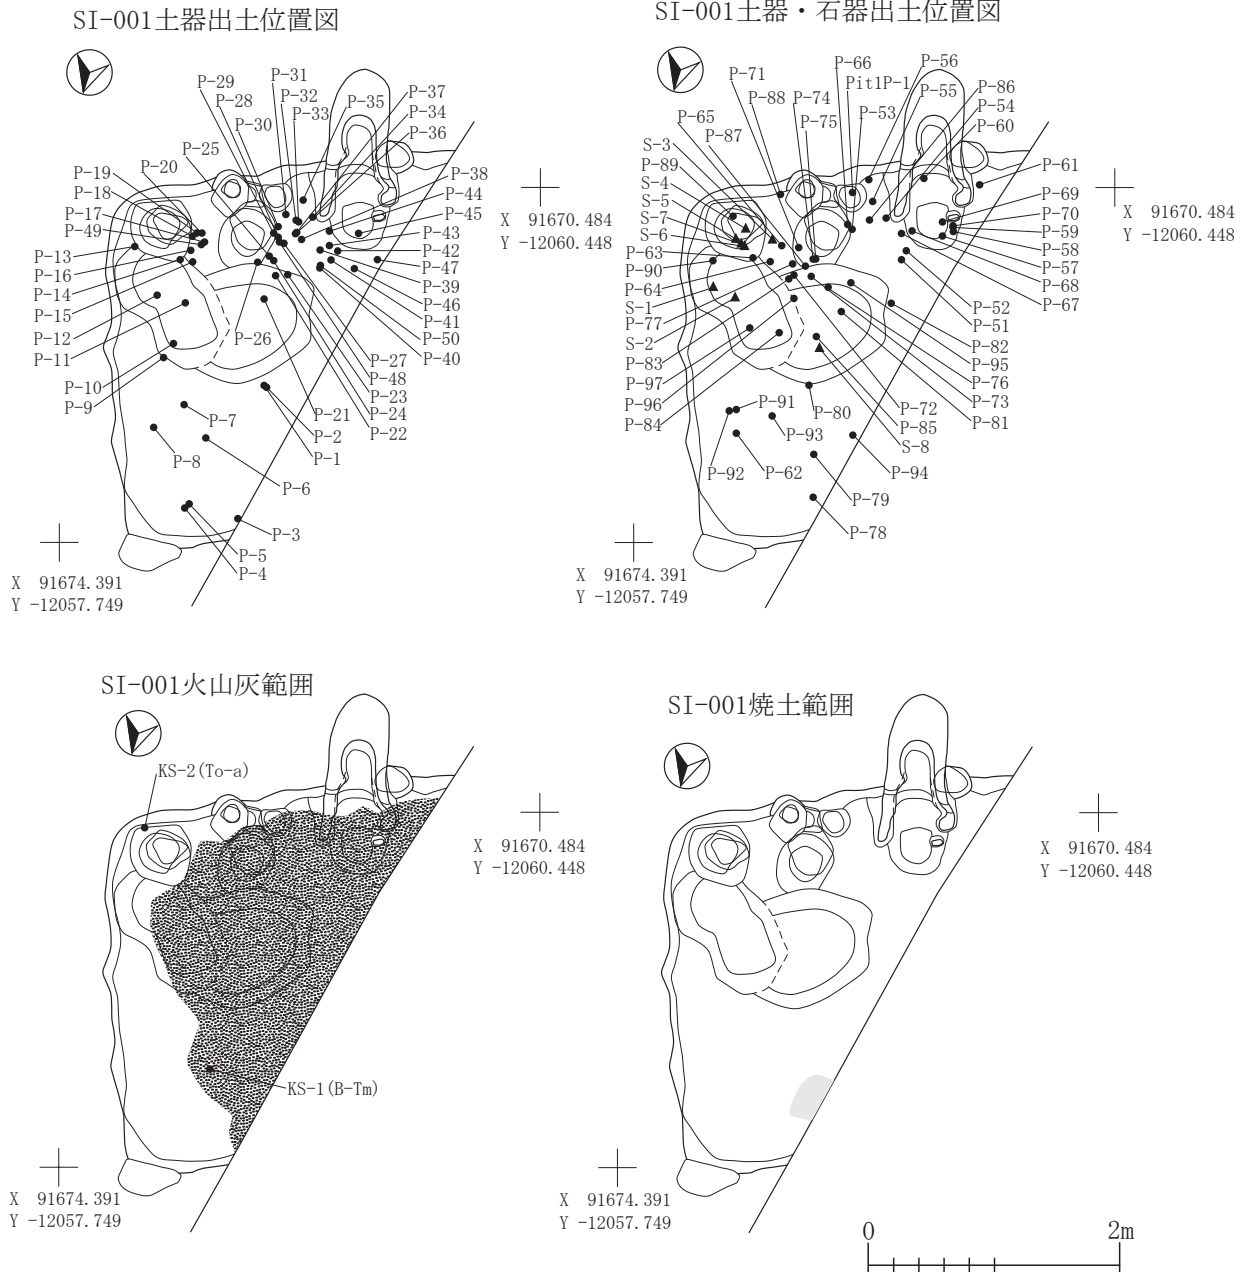 SI-001土器出土位置図
P-29
P-28
P-30
P-31
P-32
P-33
P-35
P-37
P-34
P-36
P-25
P-20
P-19
P-18
P-17
P-49
P-13
P-16
P-14
P-15
P-12
P-11
P-10
P-9
P-38
P-44
P-45
P-43
P-42
P-47
P-39
P-46
P-41
P-50
P-40
P-26
P-27
P-48
P-23
P-24
P-22
P-21
P-2
P-1
P-7
P-8
P-6
P-3
P-5
P-4
X 91670.484
Y -12060.448
X 91674.391
Y -12057.749
SI-001土器・石器出土位置図
P-66
P-56
P-71
Pit1P-1
P-55
P-86
P-88
P-74
P-53
P-54
P-65
P-75
P-60
P-87
S-3
P-89
S-4
S-5
S-7
S-6
P-63
P-90
P-64
S-1
P-77
S-2
P-83
P-97
P-96
P-84
P-61
P-69
P-70
P-59
P-58
P-57
P-68
P-67
P-52
P-51
P-82
P-95
P-76
P-73
P-81
P-72
P-85
S-8
P-91
P-80
P-93
P-92
P-62
P-94
P-79
P-78
X 91670.484
Y -12060.448
X 91674.391
Y -12057.749
SI-001火山灰範囲
KS-2(To-a)
KS-1(B-Tm)
X 91670.484
Y -12060.448
X 91674.391
Y -12057.749
SI-001焼土範囲
X 91670.484
Y -12060.448
X 91674.391
Y -12057.749
0 2m